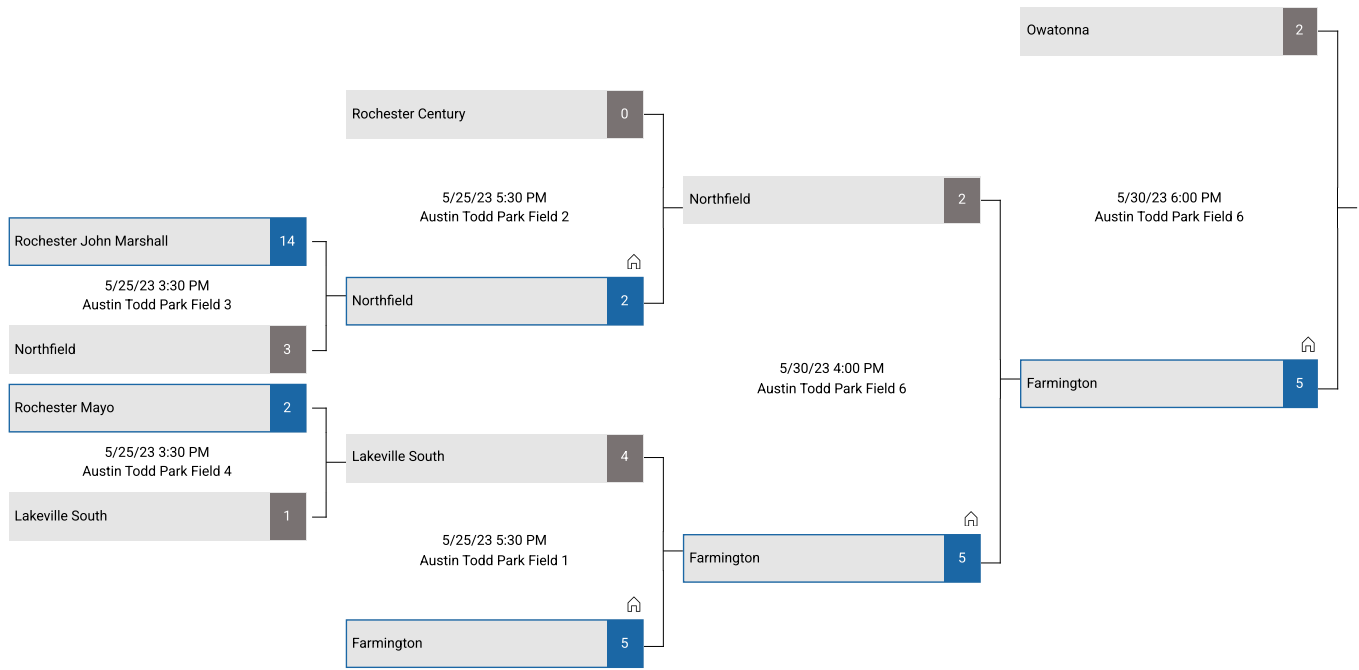 Rochester John Marshall 14
5/25/23 3:30 PM
Austin Todd Park Field 3
Northfield 3
Rochester Mayo 2
5/25/23 3:30 PM
Austin Todd Park Field 4
Lakeville South 1
Rochester Century 0
5/25/23 5:30 PM
Austin Todd Park Field 2
Northfield 2
Lakeville South 4
5/25/23 5:30 PM
Austin Todd Park Field 1
Farmington 5
Northfield 2
5/30/23 4:00 PM
Austin Todd Park Field 6
Farmington 5
Owatonna 2
5/30/23 6:00 PM
Austin Todd Park Field 6
Farmington 5